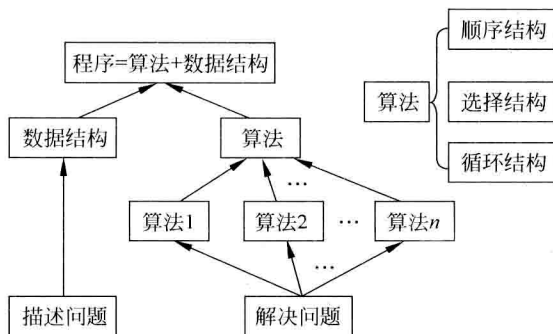 顺序结构
程序=算法+数据结构
算法
选择结构
数据结构
算法
循环结构
…
算法1
算法2
…
算法n
…
描述问题
解决问题